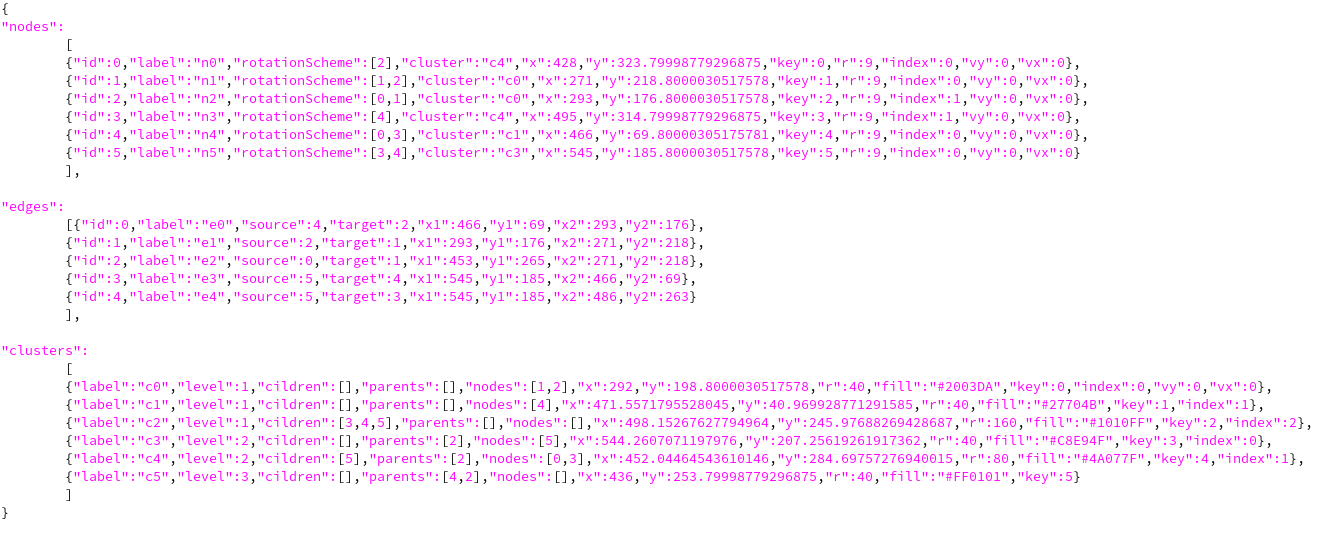 {
"nodes":
[
{"id":0,"label":"n0","rotationScheme":[2],"cluster":"c4","x":428,"y":323.79998779296875,"key":0,"r":9,"index":0,"vy":0,"vx":0},
{"id":1,"label":"n1","rotationScheme":[1,2],"cluster":"c0","x":271,"y":218.8000030517578,"key":1,"r":9,"index":0,"vy":0,"vx":0},
{"id":2,"label":"n2","rotationScheme":[0,1],"cluster":"c0","x":293,"y":176.8000030517578,"key":2,"r":9,"index":1,"vy":0,"vx":0},
{"id":3,"label":"n3","rotationScheme":[4],"cluster":"c4","x":495,"y":314.79998779296875,"key":3,"r":9,"index":1,"vy":0,"vx":0},
{"id":4,"label":"n4","rotationScheme":[0,3],"cluster":"c1","x":466,"y":69.80000305175781,"key":4,"r":9,"index":0,"vy":0,"vx":0},
{"id":5,"label":"n5","rotationScheme":[3,4],"cluster":"c3","x":545,"y":185.8000030517578,"key":5,"r":9,"index":0,"vy":0,"vx":0}
],
"edges":
[{"id":0,"label":"e0","source":4,"target":2,"x1":466,"y1":69,"x2":293,"y2":176},
{"id":1,"label":"e1","source":2,"target":1,"x1":293,"y1":176,"x2":271,"y2":218},
{"id":2,"label":"e2","source":0,"target":1,"x1":453,"y1":265,"x2":271,"y2":218},
{"id":3,"label":"e3","source":5,"target":4,"x1":545,"y1":185,"x2":466,"y2":69},
{"id":4,"label":"e4","source":5,"target":3,"x1":545,"y1":185,"x2":486,"y2":263}
],
"clusters":
[
{"label":"c0","level":1,"cildren":[],"parents":[],"nodes":[1,2],"x":292,"y":198.8000030517578,"r":40,"fill":"#2003DA","key":0,"index":0,"vy":0,"vx":0},
{"label":"c1","level":1,"cildren":[],"parents":[],"nodes":[4],"x":471.5571795528045,"y":40.969928771291585,"r":40,"fill":"#27704B","key":1,"index":1},
{"label":"c2","level":1,"cildren":[3,4,5],"parents":[],"nodes":[],"x":498.15267627794964,"y":245.97688269428687,"r":160,"fill":"#1010FF","key":2,"index":2},
{"label":"c3","level":2,"cildren":[],"parents":[2],"nodes":[5],"x":544.2607071197976,"y":207.25619261917362,"r":40,"fill":"#C8E94F","key":3,"index":0},
{"label":"c4","level":2,"cildren":[5],"parents":[2],"nodes":[0,3],"x":452.04464543610146,"y":284.69757276940015,"r":80,"fill":"#4A077F","key":4,"index":1},
{"label":"c5","level":3,"cildren":[],"parents":[4,2],"nodes":[],"x":436,"y":253.79998779296875,"r":40,"fill":"#FF0101","key":5}
]
}